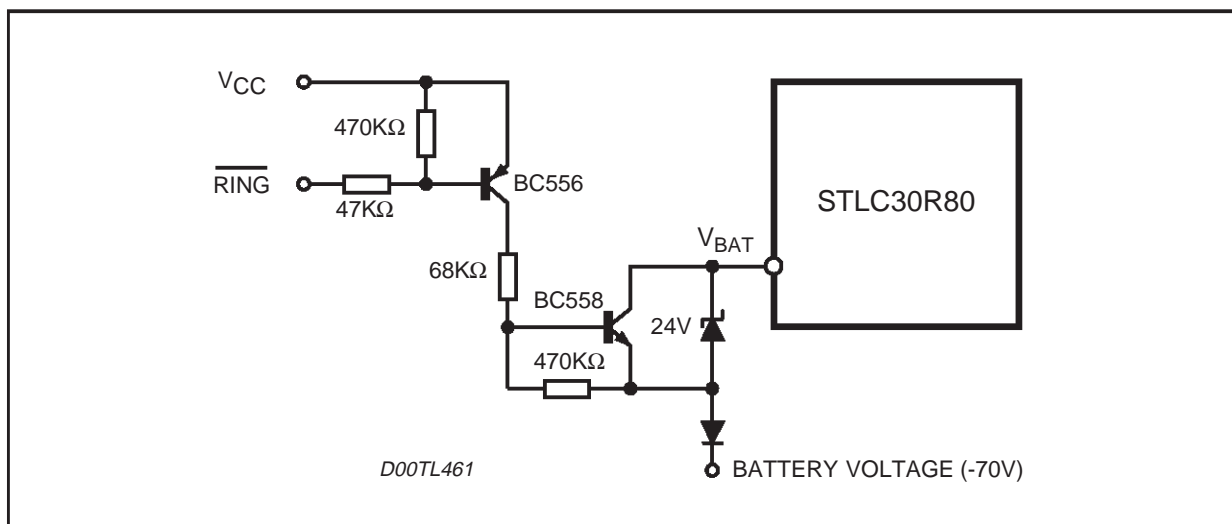 VCC
470KΩ
RING
47KΩ
BC556
STLC30R80
VBAT
68KΩ
BC558
24V
470KΩ
D00TL461
BATTERY VOLTAGE (-70V)